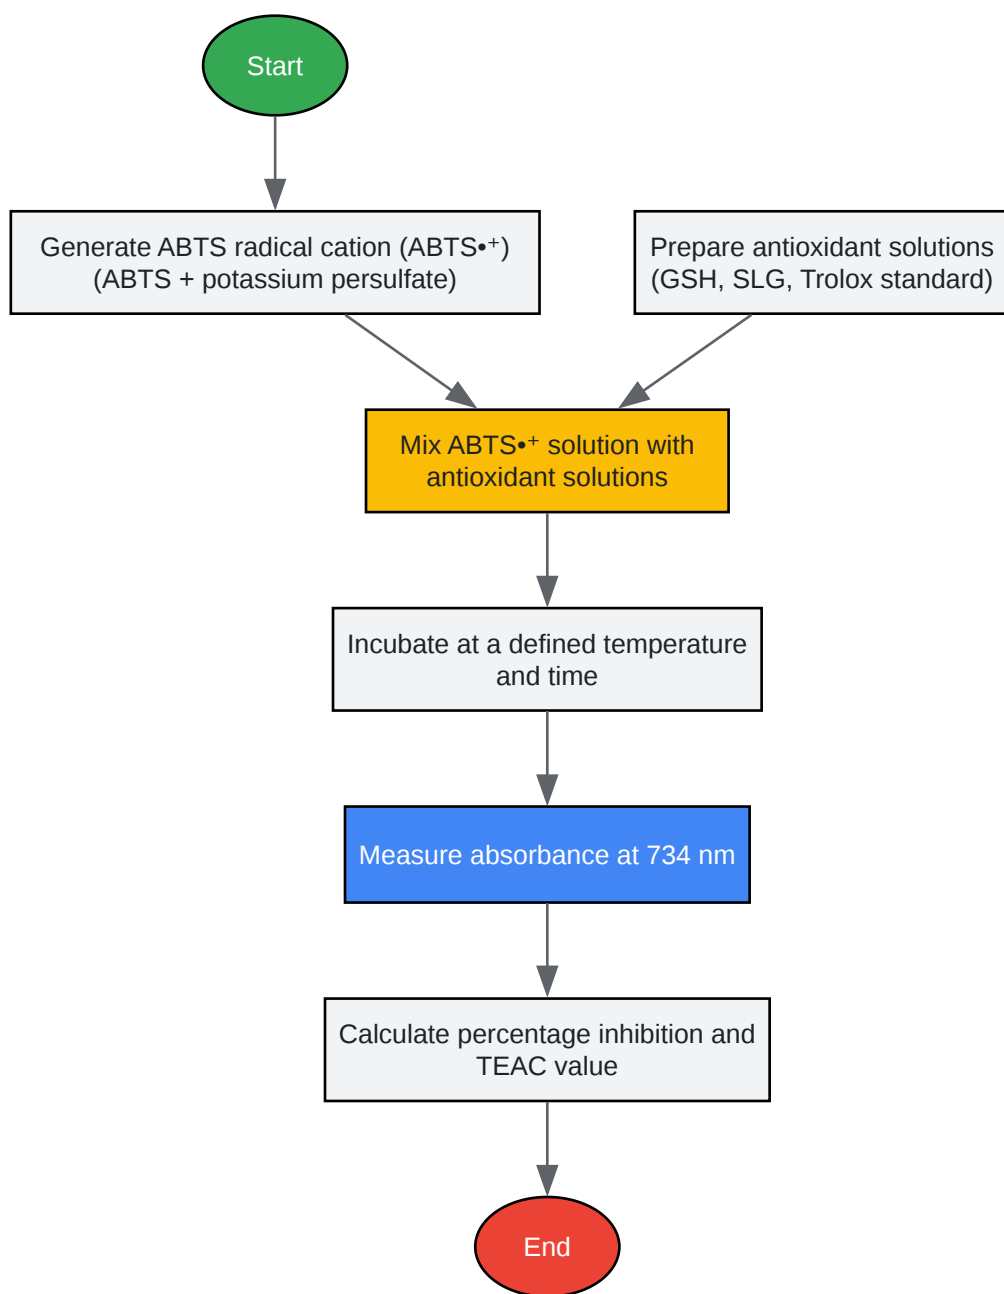 Start
Generate ABTS radical cation (ABTS•⁺)
(ABTS + potassium persulfate)
Prepare antioxidant solutions
(GSH, SLG, Trolox standard)
Mix ABTS•⁺ solution with
antioxidant solutions
Incubate at a defined temperature
and time
Measure absorbance at 734 nm
Calculate percentage inhibition and
TEAC value
End